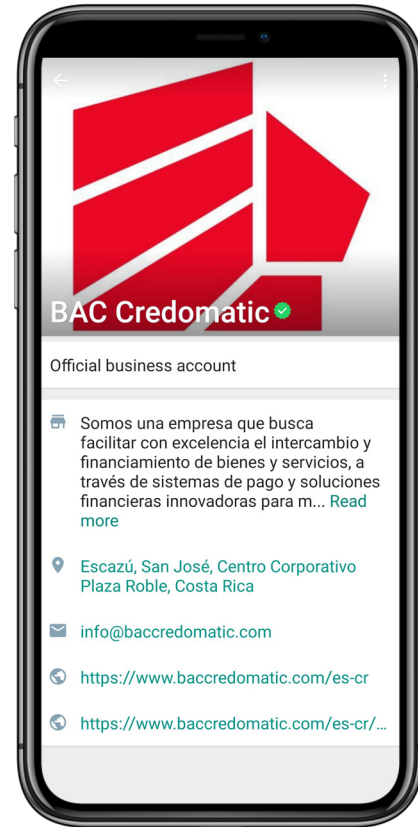 BAC Credomatic
Official business account
Somos una empresa que busca
facilitar con excelencia el intercambio y
financiamiento de bienes y servicios, a
través de sistemas de pago y soluciones
financieras innovadoras para m... Read
more
Escazú, San José, Centro Corporativo
Plaza Roble, Costa Rica
info@baccredomatic.com
https://www.baccredomatic.com/es-cr
https://www.baccredomatic.com/es-cr/...